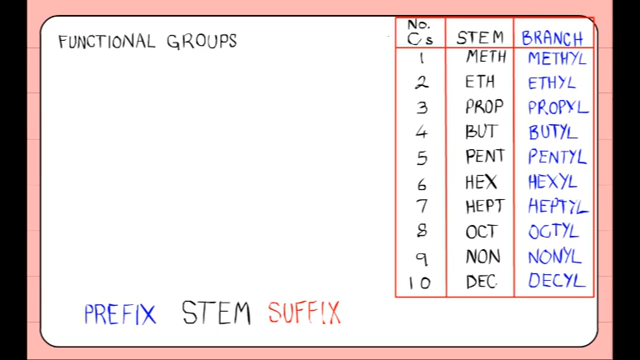 FUNCTIONAL GROUPS
No. Cs STEM BRANCH
1 METH METHYL
2 ETH ETHYL
3 PROP PROPYL
4 BUT BUTYL
5 PENT PENTYL
6 HEX HEXYL
7 HEPT HEPTYL
8 OCT OCTYL
9 NON NONYL
10 DEC DECYL
PREFIX STEM SUFFIX